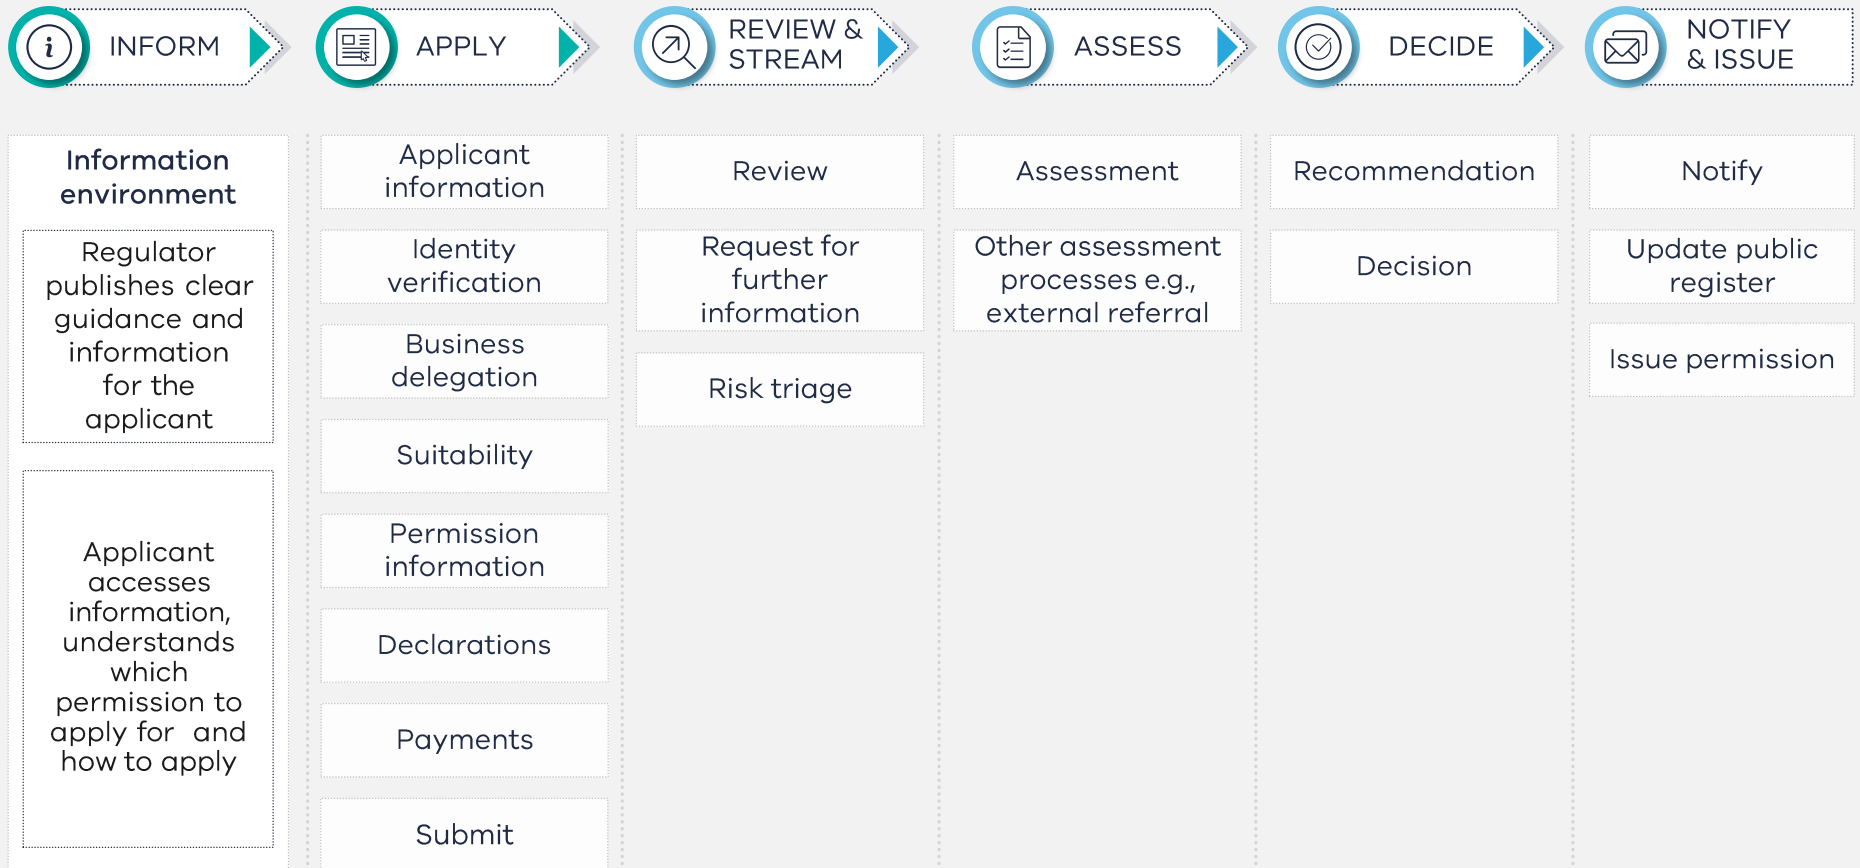 INFORM
APPLY
REVIEW &
STREAM
ASSESS
DECIDE
NOTIFY
& ISSUE
Information
environment
Regulator
publishes clear
guidance and
information
for the
applicant
Applicant
accesses
information,
understands
which
permission to
apply for and
how to apply
Applicant
information
Identity
verification
Business
delegation
Suitability
Permission
information
Declarations
Payments
Submit
Review
Request for
further
information
Risk triage
Assessment
Other assessment
processes e.g.,
external referral
Recommendation
Decision
Notify
Update public
register
Issue permission